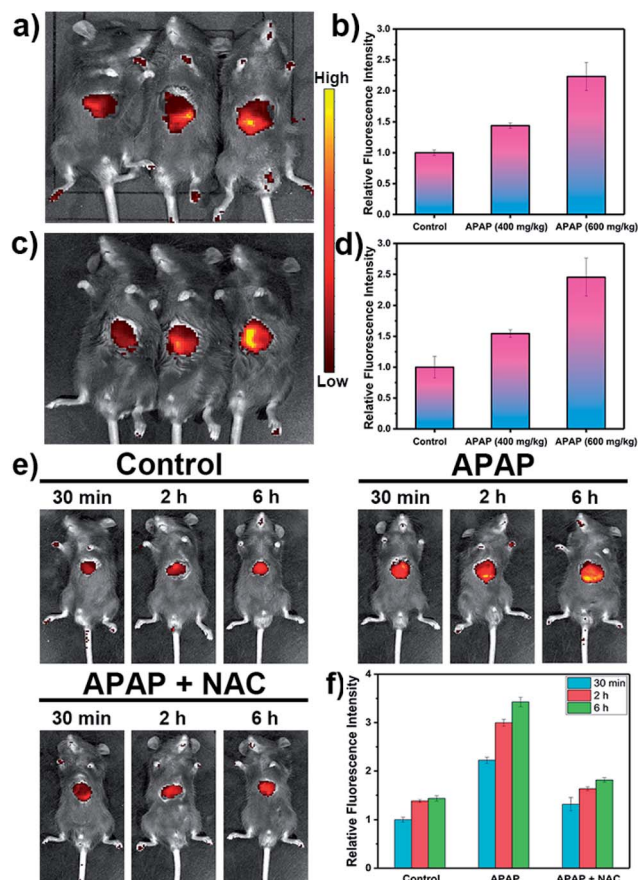 a)
High
Low
b)
Relative Fluorescence Intensity
3.0
2.5
2.0
1.5
1.0
0.5
0.0
Control APAP (400 mg/kg) APAP (600 mg/kg)
c)
d)
Relative Fluorescence Intensity
2.5
2.0
1.5
1.0
0.5
0.0
Control APAP (400 mg/kg) APAP (600 mg/kg)
e)
Control
30 min 2 h 6 h
APAP
30 min 2 h 6 h
APAP + NAC
30 min 2 h 6 h
f)
Relative Fluorescence Intensity
4
3
2
1
0
30 min
2 h
6 h
Control APAP APAP + NAC